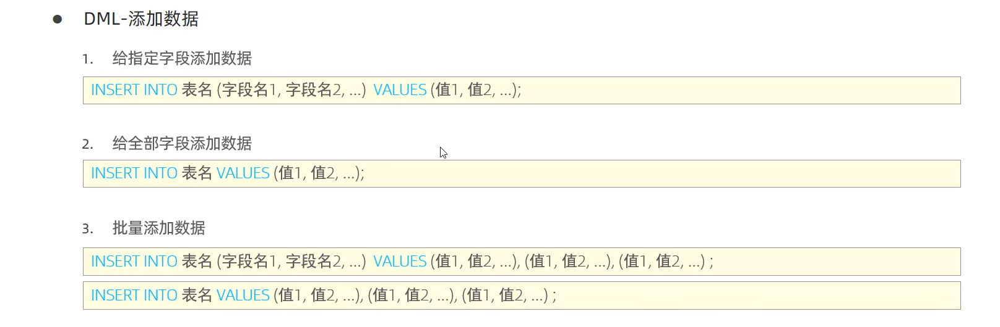 ● DML-添加数据
1. 给指定字段添加数据
INSERT INTO 表名 (字段名1, 字段名2, ...) VALUES (值1, 值2, ...);
2. 给全部字段添加数据
INSERT INTO 表名 VALUES (值1, 值2, ...);
3. 批量添加数据
INSERT INTO 表名 (字段名1, 字段名2, ...) VALUES (值1, 值2, ...), (值1, 值2, ...), (值1, 值2, ...) ;
INSERT INTO 表名 VALUES (值1, 值2, ...), (值1, 值2, ...), (值1, 值2, ...) ;